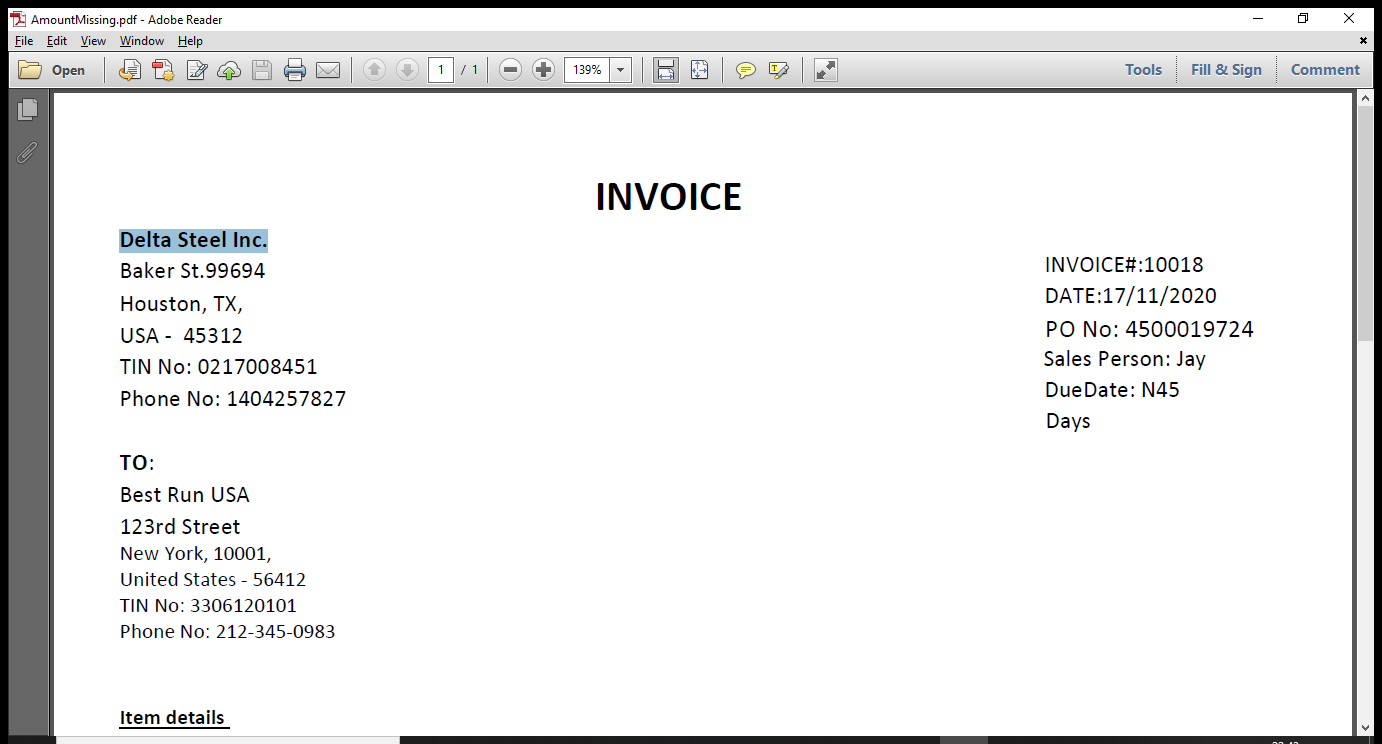 AmountMissing.pdf - Adobe Reader
File Edit View Window Help
Open 1 / 1 139% Tools Fill & Sign Comment
INVOICE
Delta Steel Inc.
Baker St.99694
Houston, TX,
USA - 45312
TIN No: 0217008451
Phone No: 1404257827
INVOICE#:10018
DATE:17/11/2020
PO No: 4500019724
Sales Person: Jay
DueDate: N45
Days
TO:
Best Run USA
123rd Street
New York, 10001,
United States - 56412
TIN No: 3306120101
Phone No: 212-345-0983
Item details